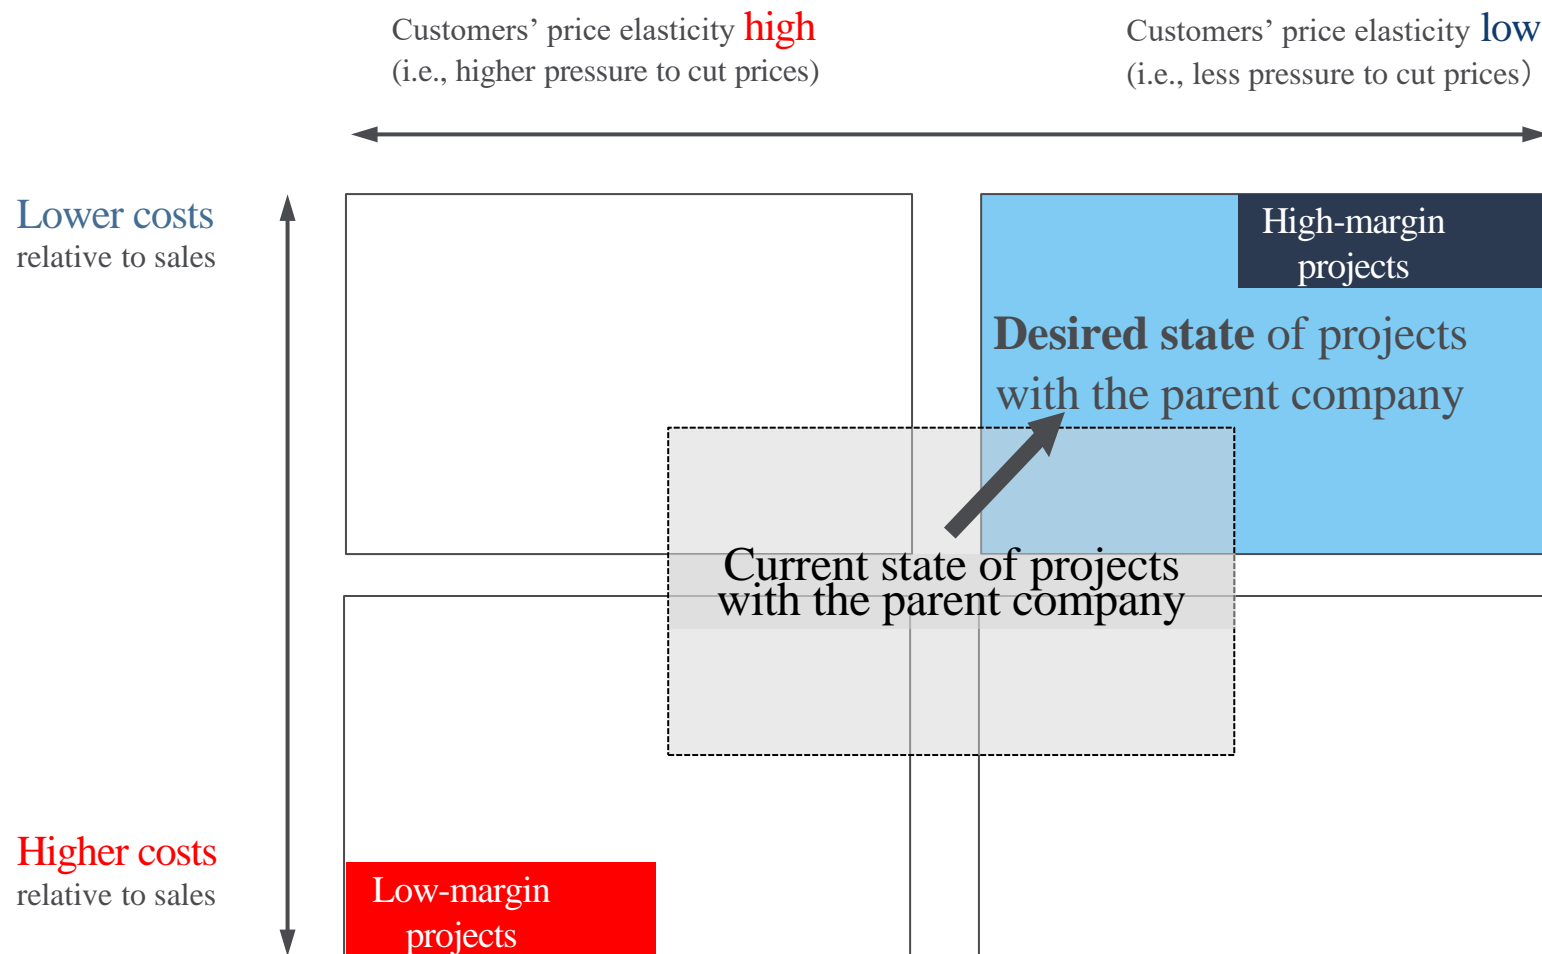 Customers’ price elasticity high
(i.e., higher pressure to cut prices)
Customers’ price elasticity low
(i.e., less pressure to cut prices）
Lower costs
relative to sales
High-margin
projects
Desired state of projects
with the parent company
Current state of projects
with the parent company
Higher costs
relative to sales
Low-margin
projects